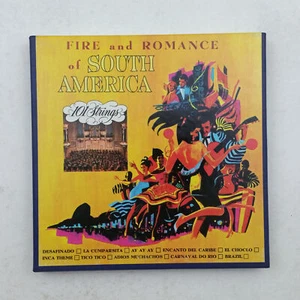 FIRE and ROMANCE
of SOUTH
AMERICA
101 Strings
DESAFINADO □ LA CUMPARSITA □ AY AY AY □ ENCANTO DEL CARIBE □ EL CHOCLO □
INCA THEME □ TICO TICO □ ADIOS MUCHACHOS □ CARNAVAL DO RIO □ BRAZIL □